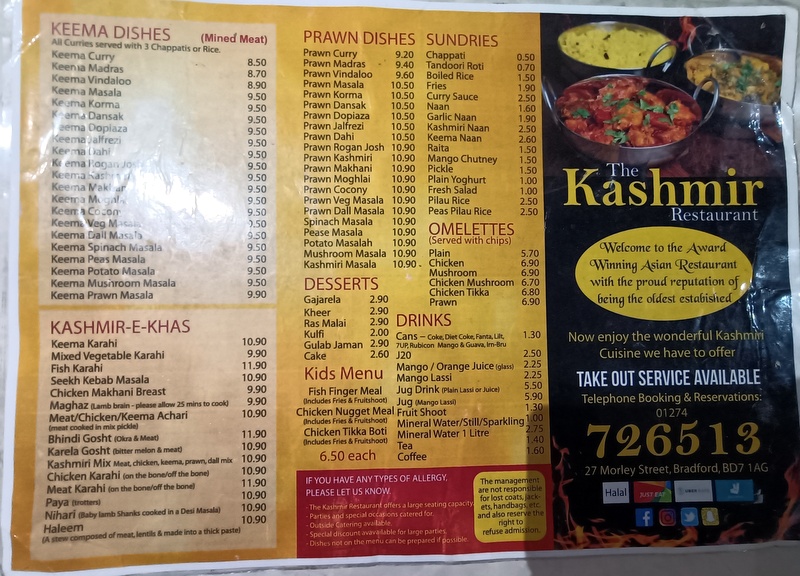 KEEMA DISHES (Mined Meat)
All Curries served with 3 Chappatis or Rice.
Keema Curry 8.50
Keema Madras 8.70
Keema Vindaloo 8.90
Keema Masala 9.50
Keema Korma 9.50
Keema Dansak 9.50
Keema Dopiaza 9.50
Keema Jalfrezi 9.50
Keema Dahi 9.50
Keema Rogan Josh 9.50
Keema Kashmiri 9.50
Keema Makhani 9.50
Keema 9.50
Keema Cocony 9.50
Keema Veg Masala 9.50
Keema Dall Masala 9.50
Keema Spinach Masala 9.50
Keema Peas Masala 9.50
Keema Potato Masala 9.50
Keema Mushroom Masala 9.50
Keema Prawn Masala 9.90
KASHMIR-E-KHAS
Keema Karahi 10.90
Mixed Vegetable Karahi 9.90
Fish Karahi 11.90
Seekh Kebab Masala 10.90
Chicken Makhani Breast 9.90
Maghaz (Lamb brain - please allow 25 mins to cook) 9.90
Meat/Chicken/Keema Achari 10.90
(meat cooked in mix pickle)
Bhindi Gosht (Okra & Meat) 11.90
Karela Gosht (bitter melon & meat) 10.90
Kashmiri Mix Meat, chicken, keema, prawn, dall mix 10.90
Chicken Karahi (on the bone/off the bone) 10.90
Meat Karahi (on the bone/off the bone) 11.90
Paya (trotters) 10.90
Nihari (Baby lamb Shanks cooked in a Desi Masala) 10.90
Haleem 10.90
(A stew composed of meat, lentils & made into a thick paste)
PRAWN DISHES
Prawn Curry 9.20
Prawn Madras 9.40
Prawn Vindaloo 9.60
Prawn Masala 10.50
Prawn Korma 10.50
Prawn Dansak 10.50
Prawn Dopiaza 10.50
Prawn Jalfrezi 10.50
Prawn Dahi 10.50
Prawn Rogan Josh 10.90
Prawn Kashmiri 10.90
Prawn Makhani 10.90
Prawn Moghlai 10.90
Prawn Cocony 10.90
Prawn Veg Masala 10.90
Prawn Dall Masala 10.90
Spinach Masala 10.90
Pease Masala 10.90
Potato Masalah 10.90
Mushroom Masala 10.90
Kashmiri Masala 10.90
DESSERTS
Gajarela 2.90
Kheer 2.90
Ras Malai 2.90
Kulfi 2.00
Gulab Jaman 2.90
Cake 2.60
Kids Menu
Fish Finger Meal
(Includes Fries & Fruitshoot)
Chicken Nugget Meal
(Includes Fries & Fruitshoot)
Chicken Tikka Boti
(Includes Fries & Fruitshoot)
6.50 each
SUNDRIES
Chappati 0.50
Tandoori Roti 0.70
Boiled Rice 1.50
Fries 1.90
Curry Sauce 2.50
Naan 1.60
Garlic Naan 1.90
Kashmiri Naan 2.50
Keema Naan 2.60
Raita 1.50
Mango Chutney 1.50
Pickle 1.50
Plain Yoghurt 1.00
Fresh Salad 1.00
Pilau Rice 2.50
Peas Pilau Rice 2.50
OMELETTES
(Served with chips)
Plain 5.70
Chicken 6.90
Mushroom 6.90
Chicken Mushroom 6.70
Chicken Tikka 6.80
Prawn 6.90
DRINKS
Cans – Coke, Diet Coke, Fanta, Lilt, 1.30
7UP, Rubicon Mango & Guava, Irn-Bru
J20 2.50
Mango / Orange Juice (glass) 2.25
Mango Lassi 2.25
Jug Drink (Plain Lassi or Juice) 5.50
Jug (Mango Lassi) 5.90
Fruit Shoot 1.30
Mineral Water/Still/Sparkling 1.00
Mineral Water 1 Litre 2.75
Tea 1.40
Coffee 1.60
IF YOU HAVE ANY TYPES OF ALLERGY,
PLEASE LET US KNOW
- The Kashmir Restaurant offers a large seating capacity.
- Parties and special occations catered for.
- Outside Catering available.
- Special discount avaivable for large parties.
- Dishes not on the menu can be prepared if possible.
The management
are not responsible
for lost coats, jack-
ets, handbags, etc.
and also reserve the
right to
refuse admission.
The
Kashmir
Restaurant
Welcome to the Award
Winning Asian Restaurant
with the proud reputation of
being the oldest estabished
Now enjoy the wonderful Kashmiri
Cuisine we have to offer
TAKE OUT SERVICE AVAILABLE
Telephone Booking & Reservations:
01274
726513
27 Morley Street, Bradford, BD7 1AG
Halal JUST EAT